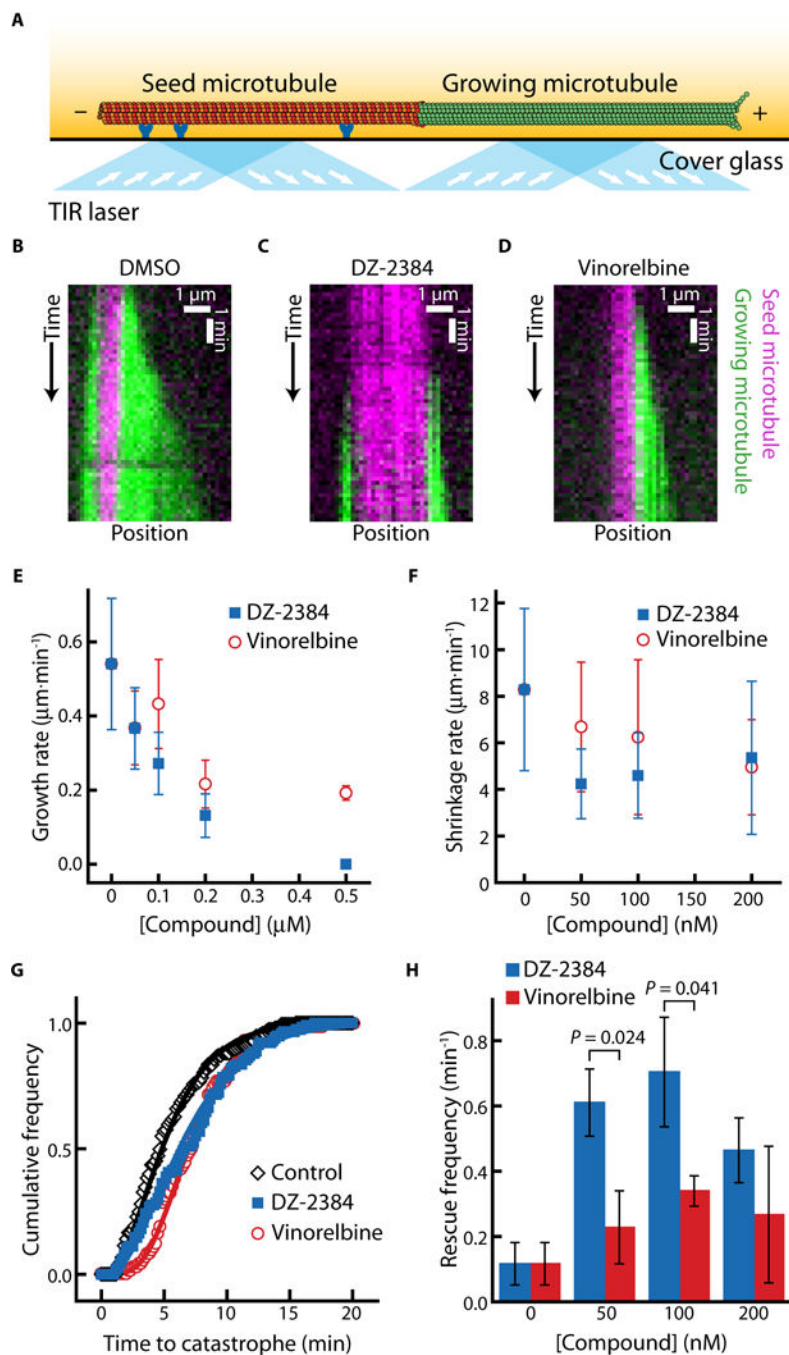 A
Seed microtubule
Growing microtubule
−
+
Cover glass
TIR laser
B
DMSO
Time
1 μm
1 min
Position
C
DZ-2384
Time
1 μm
1 min
Position
D
Vinorelbine
Time
1 μm
1 min
Position
Seed microtubule
Growing microtubule
E
DZ-2384
Vinorelbine
Growth rate (μm·min⁻¹)
0.6
0.4
0.2
0.0
0 0.1 0.2 0.3 0.4 0.5
[Compound] (μM)
F
DZ-2384
Vinorelbine
Shrinkage rate (μm·min⁻¹)
12
10
8
6
4
2
0
0 50 100 150 200
[Compound] (nM)
G
Cumulative frequency
1.0
0.5
0.0
Control
DZ-2384
Vinorelbine
0 5 10 15 20
Time to catastrophe (min)
H
DZ-2384
Vinorelbine
P = 0.041
P = 0.024
Rescue frequency (min⁻¹)
0.8
0.6
0.4
0.2
0.0
0 50 100 200
[Compound] (nM)